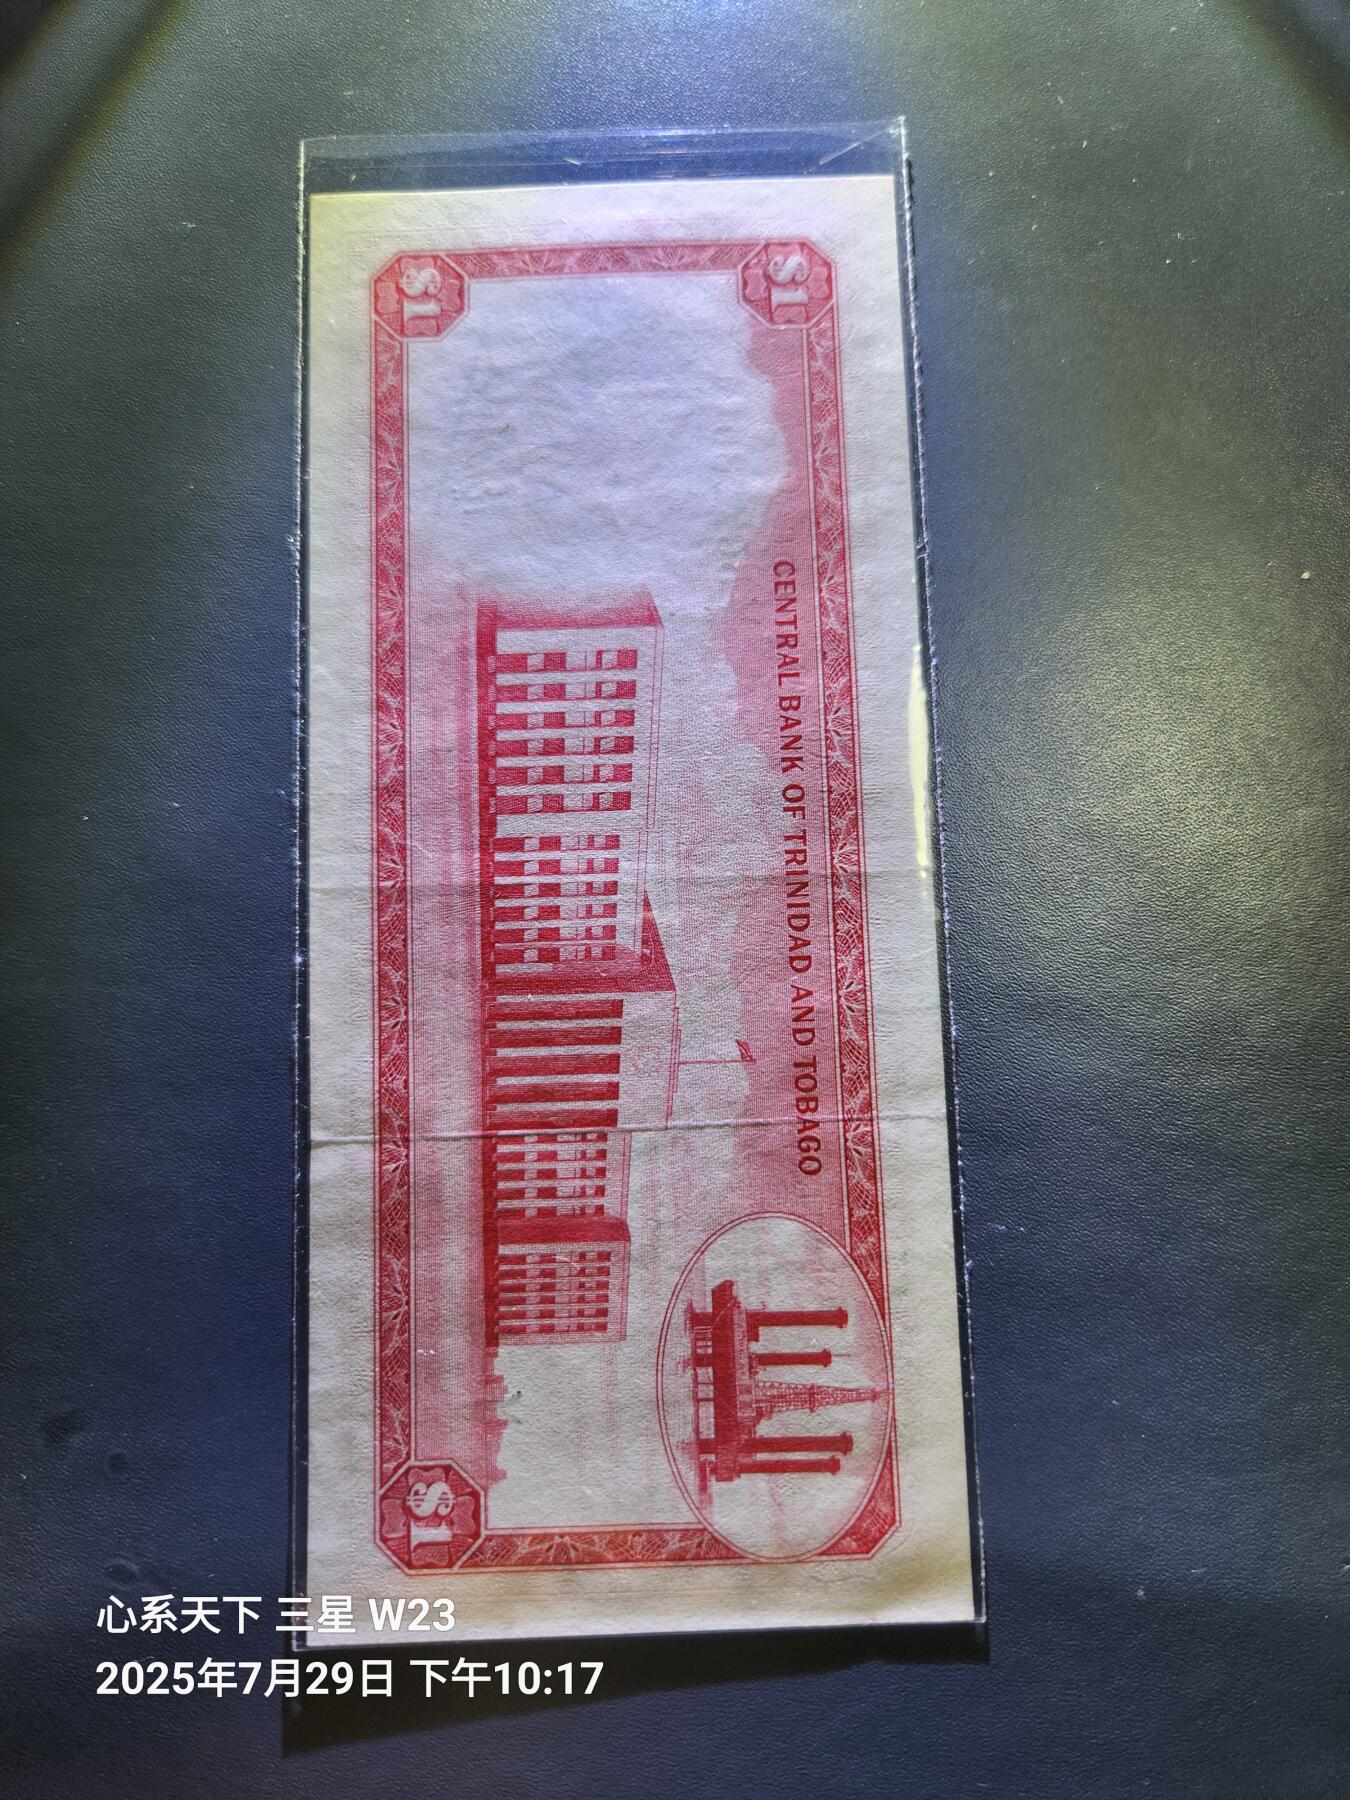 $1
$1
CENTRAL BANK OF TRINIDAD AND TOBAGO
$1
心系天下 三星 W23
2025年7月29日 下午10:17